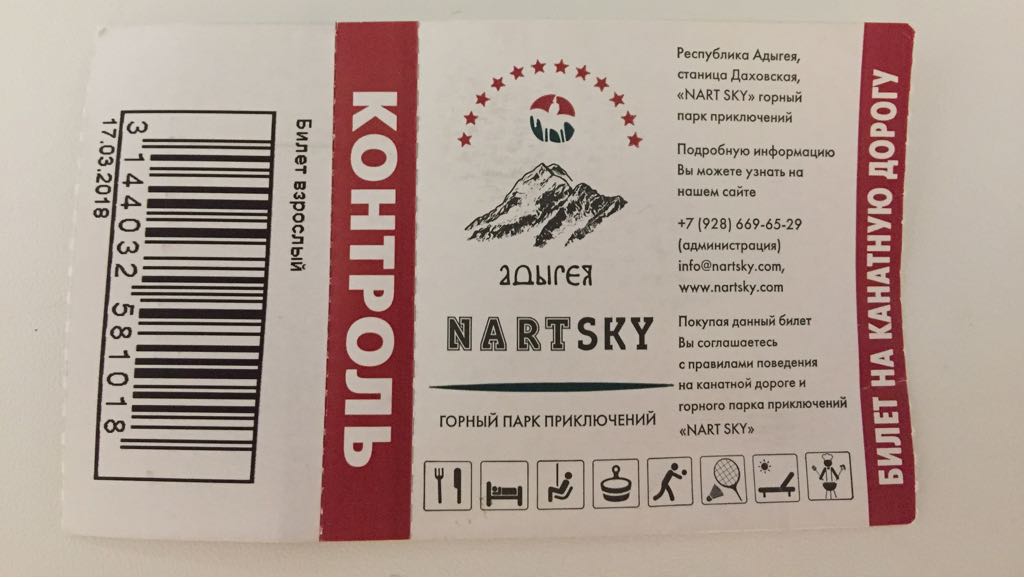 Билет взрослый
3 144032 581018
17.03.2018
КОНТРОЛЬ
АДЫГЕЯ
NARTSKY
ГОРНЫЙ ПАРК ПРИКЛЮЧЕНИЙ
Республика Адыгея,
станица Даховская,
«NART SKY» горный
парк приключений
Подробную информацию
Вы можете узнать на
нашем сайте
+7 (928) 669-65-29
(администрация)
info@nartsky.com,
www.nartsky.com
Покупая данный билет
Вы соглашаетесь
с правилами поведения
на канатной дороге и
горного парка приключений
«NART SKY»
БИЛЕТ НА КАНАТНУЮ ДОРОГУ